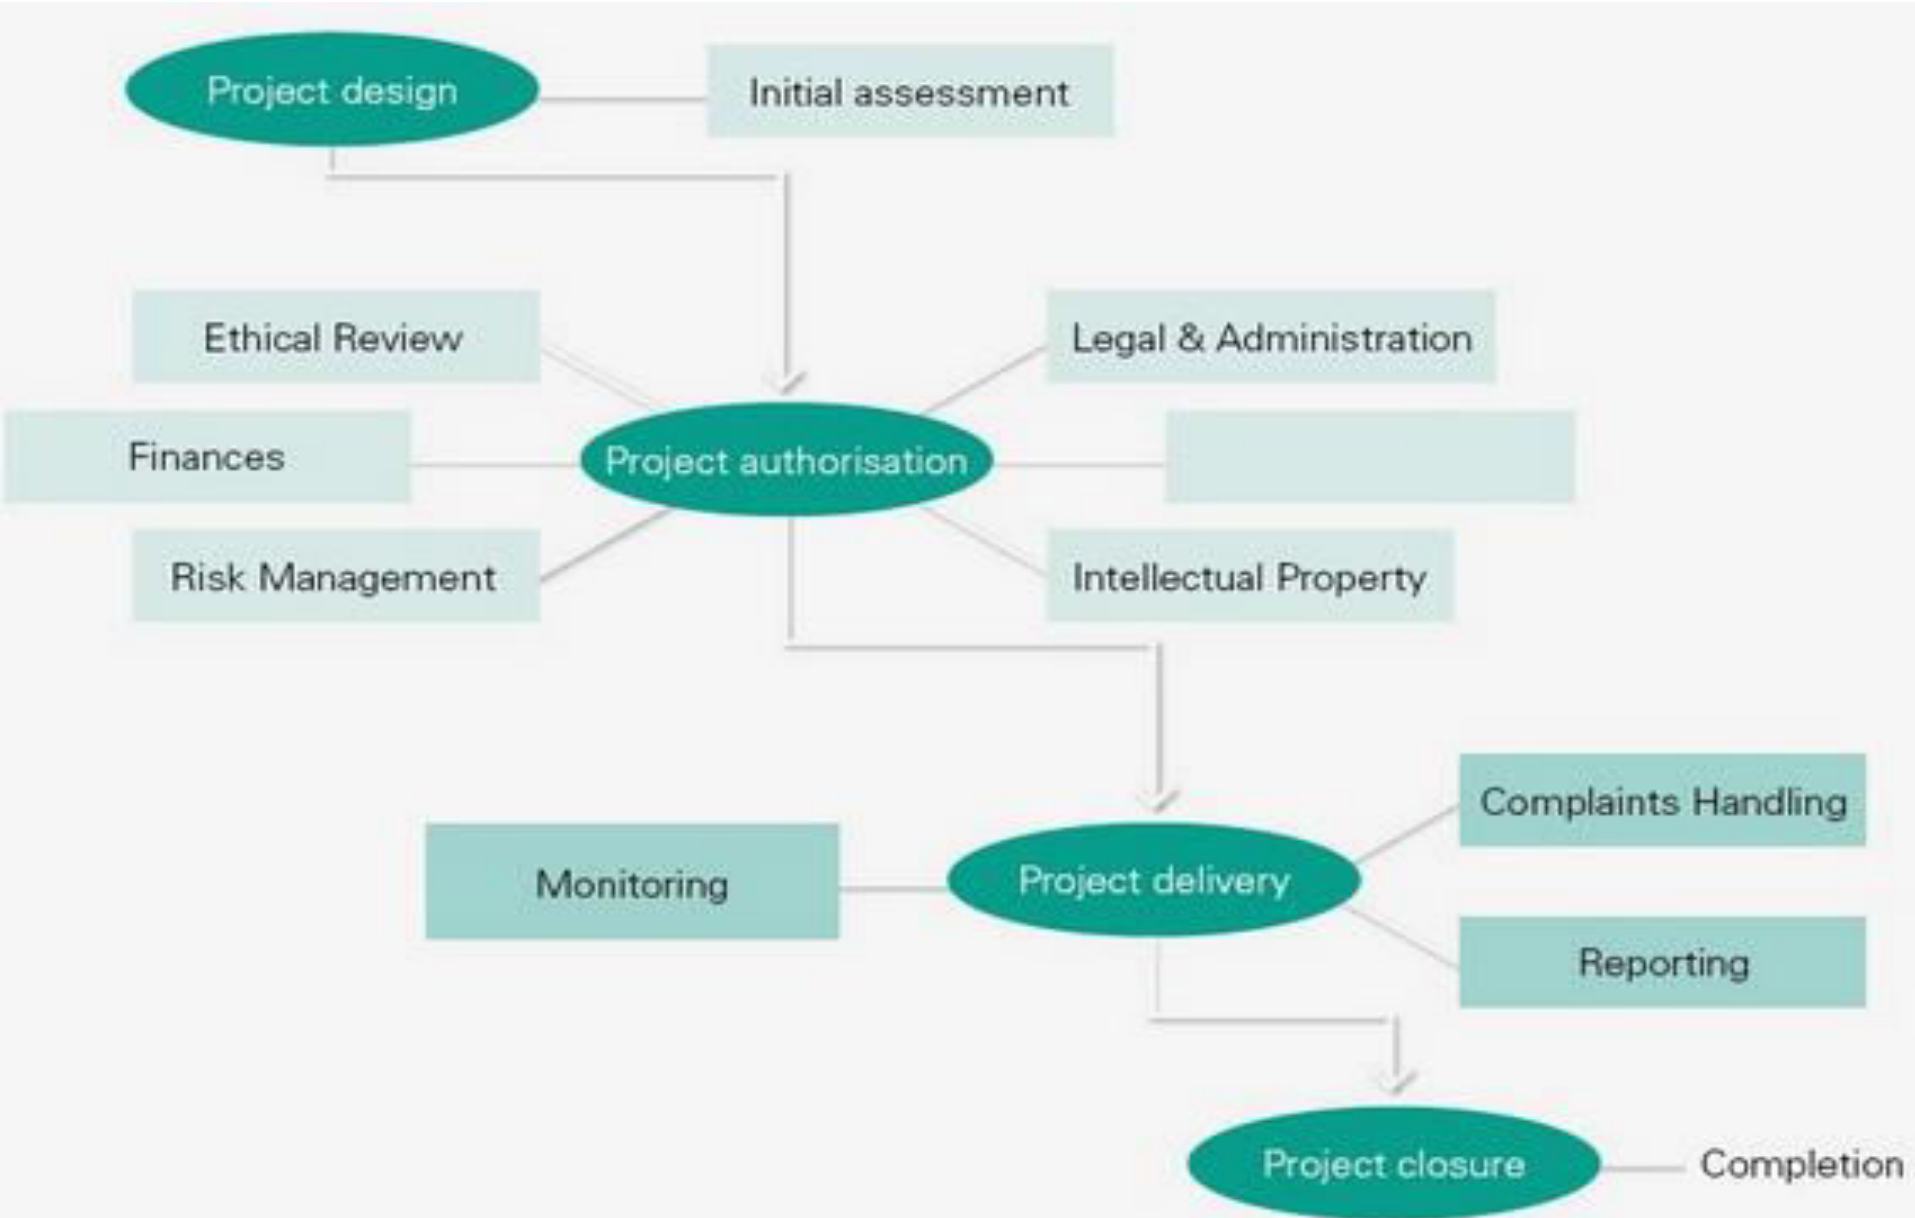 Project design
Initial assessment
Ethical Review
Legal & Administration
Finances
Project authorisation
Risk Management
Intellectual Property
Complaints Handling
Monitoring
Project delivery
Reporting
Project closure
Completion